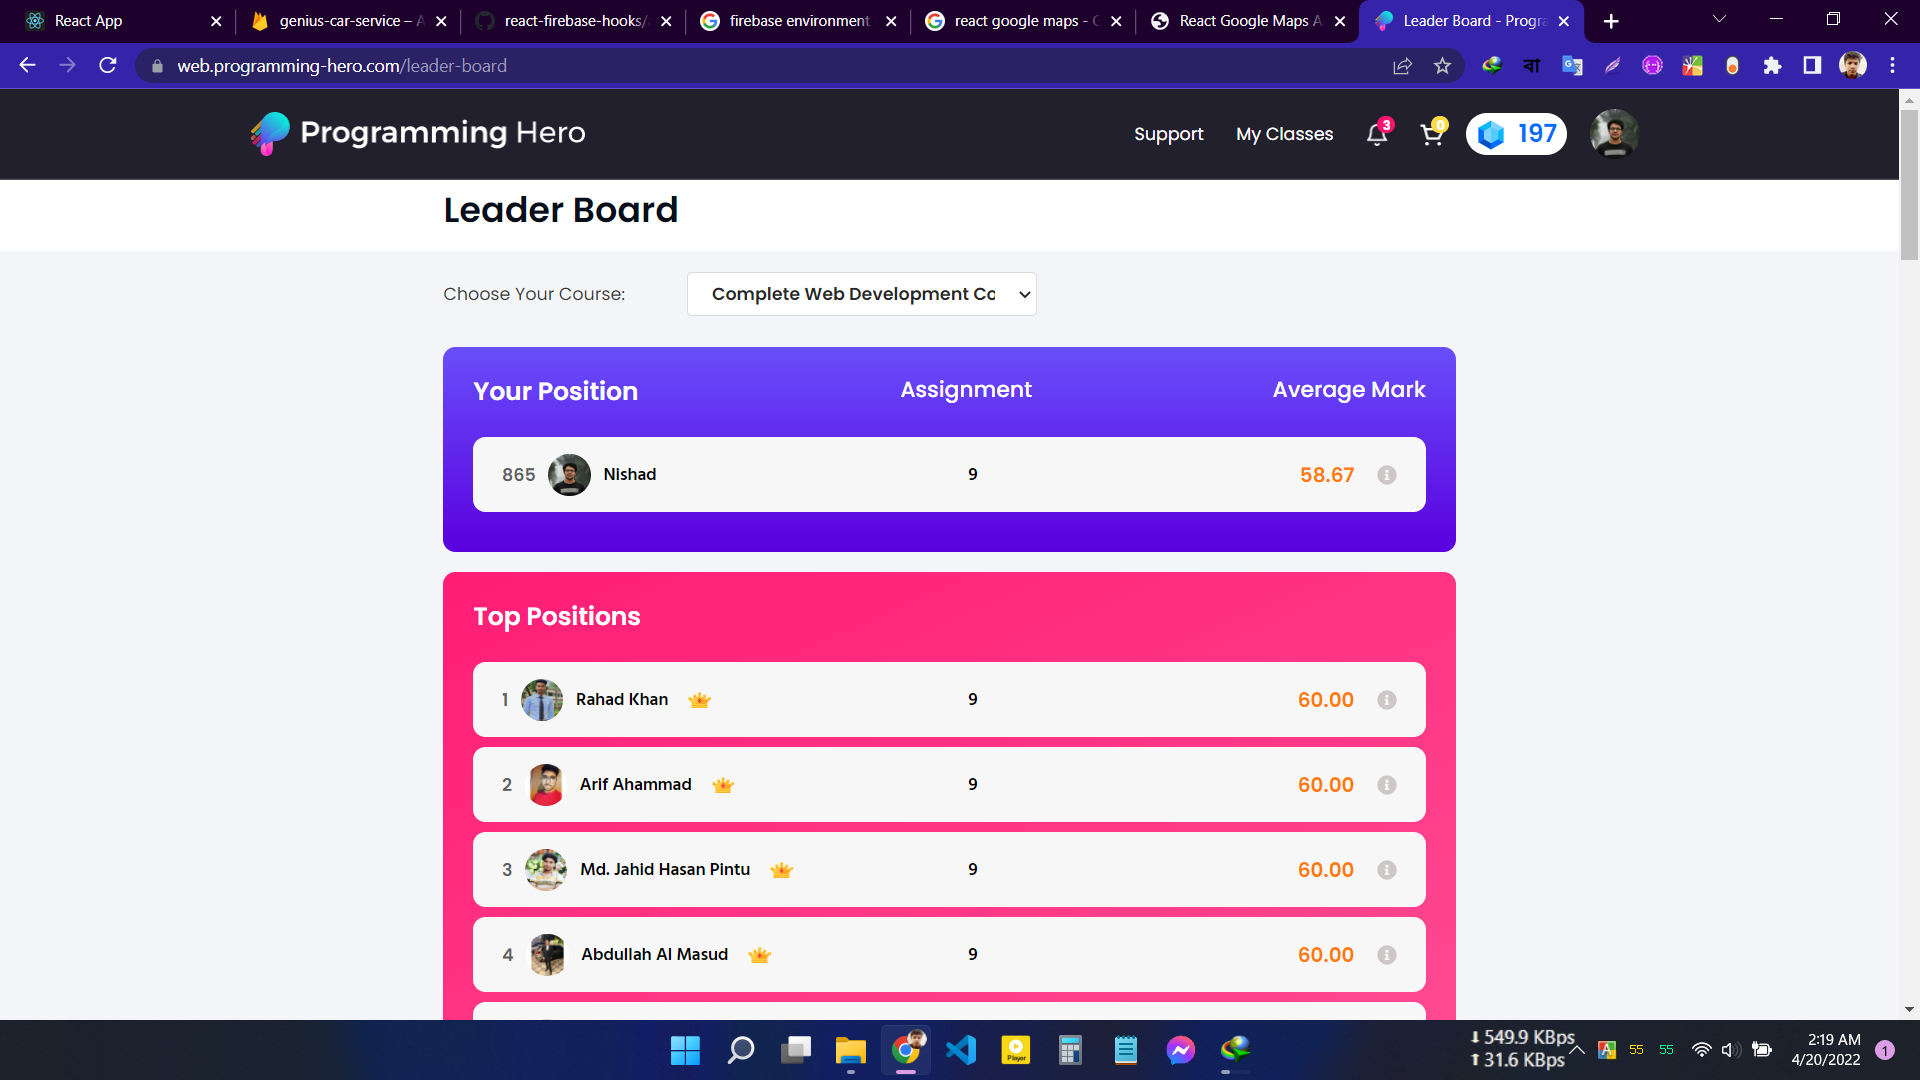 React App
genius-car-service – A
react-firebase-hooks/
firebase environment
react google maps - G
React Google Maps A
Leader Board - Progra
web.programming-hero.com/leader-board
বা
Programming Hero
Support
My Classes
3
0
197
Leader Board
Choose Your Course:
Complete Web Development Co
Your Position
Assignment
Average Mark
865
Nishad
9
58.67
Top Positions
1
Rahad Khan
9
60.00
2
Arif Ahammad
9
60.00
3
Md. Jahid Hasan Pintu
9
60.00
4
Abdullah Al Masud
9
60.00
Player
549.9 KBps
31.6 KBps
A
55
55
2:19 AM
4/20/2022
1